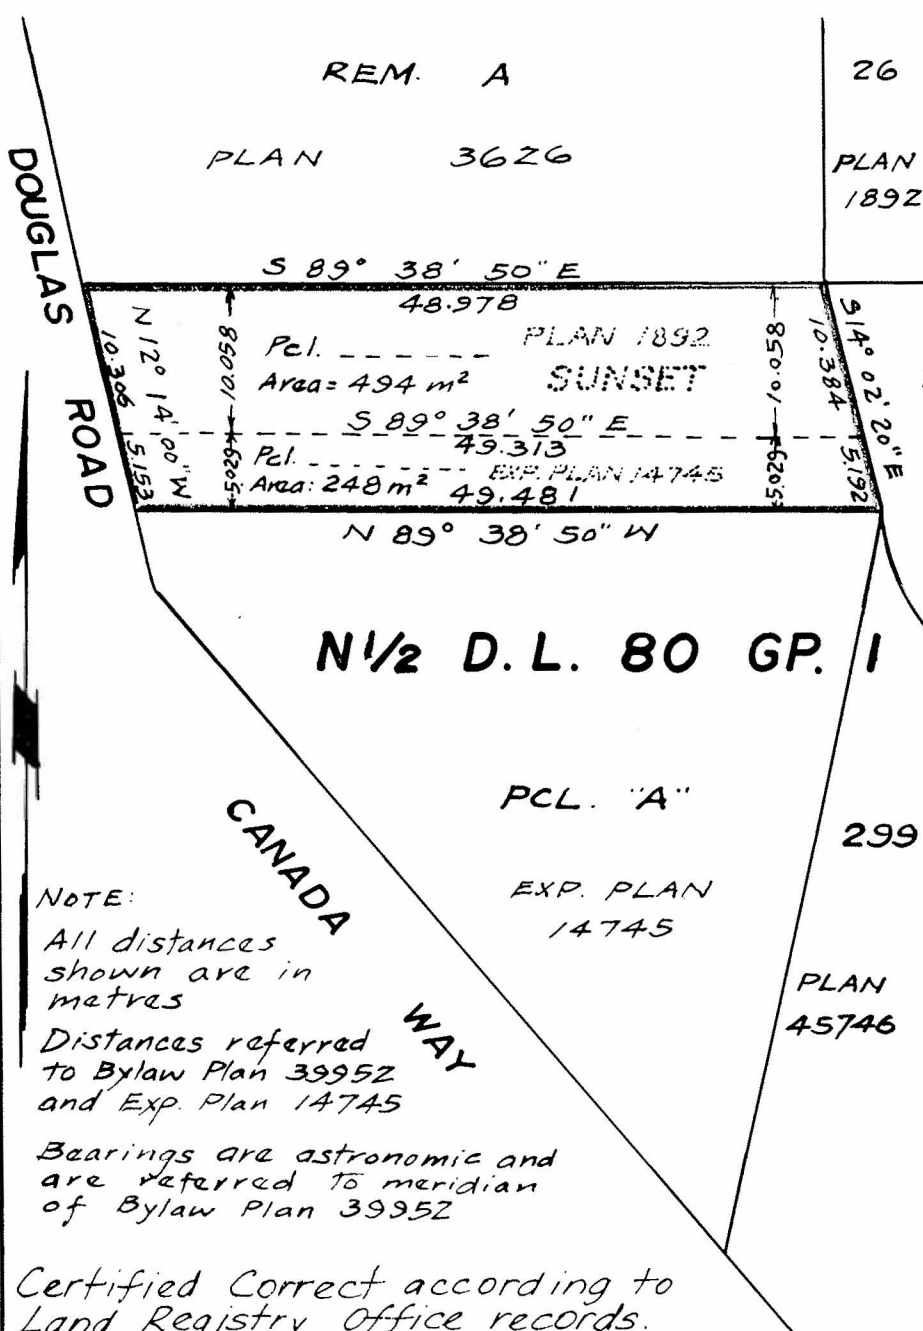 REM. A
26
PLAN 3626
PLAN
1892
DOUGLAS ROAD
S 89° 38' 50" E
48.978
N 12° 14' 00" W
10.306
5.153
10.058
5.029
Pcl. _ _ _ _ _ PLAN 1892
Area = 494 m² SUNSET
10.058
5.029
S 14° 02' 20" E
10.384
5.192
S 89° 38' 50" E
49.313
Pcl. _ _ _ _ _ EXP. PLAN 14745
Area: 248 m² 49.481
N 89° 38' 50" W
N 1/2 D.L. 80 GP. 1
PCL. "A"
EXP. PLAN
14745
299
PLAN
45746
CANADA WAY
NOTE:
All distances
shown are in
metres
Distances referred
to Bylaw Plan 39952
and Exp. Plan 14745
Bearings are astronomic and
are referred to meridian
of Bylaw Plan 39952
Certified Correct according to
Land Registry Office records.